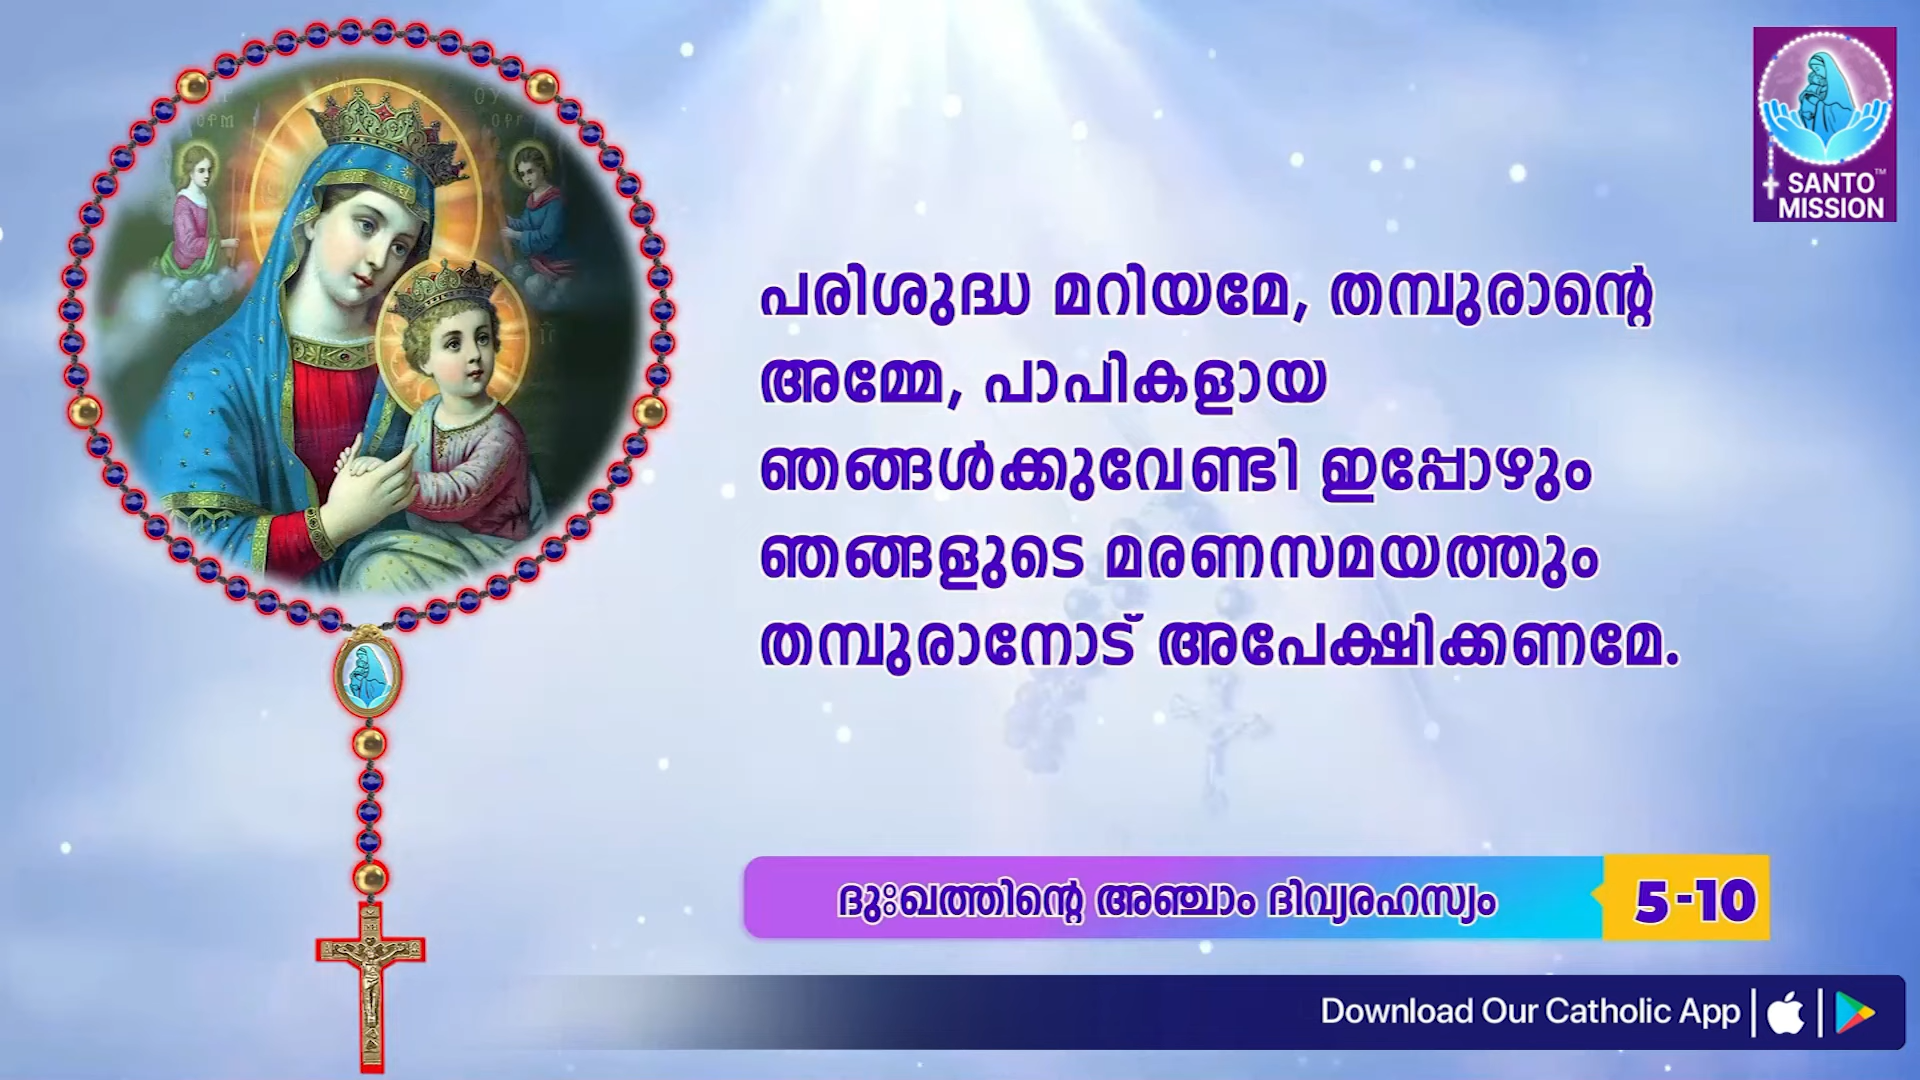 SANTO™
MISSION
പരിശുദ്ധ മറിയമേ, തമ്പുരാന്റെ
അമ്മേ, പാപികളായ
ഞങ്ങൾക്കുവേണ്ടി ഇപ്പോഴും
ഞങ്ങളുടെ മരണസമയത്തും
തമ്പുരാനോട് അപേക്ഷിക്കണമേ.
ദുഃഖത്തിന്റെ അഞ്ചാം ദിവ്യരഹസ്യം 5-10
Download Our Catholic App